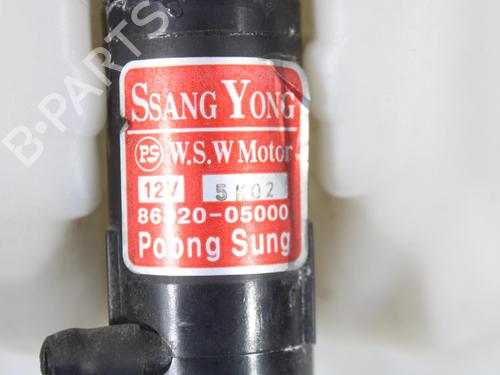 B-PARTS
SSANG YONG
PS W.S.W Motor
12V 5K02
Poong Sung